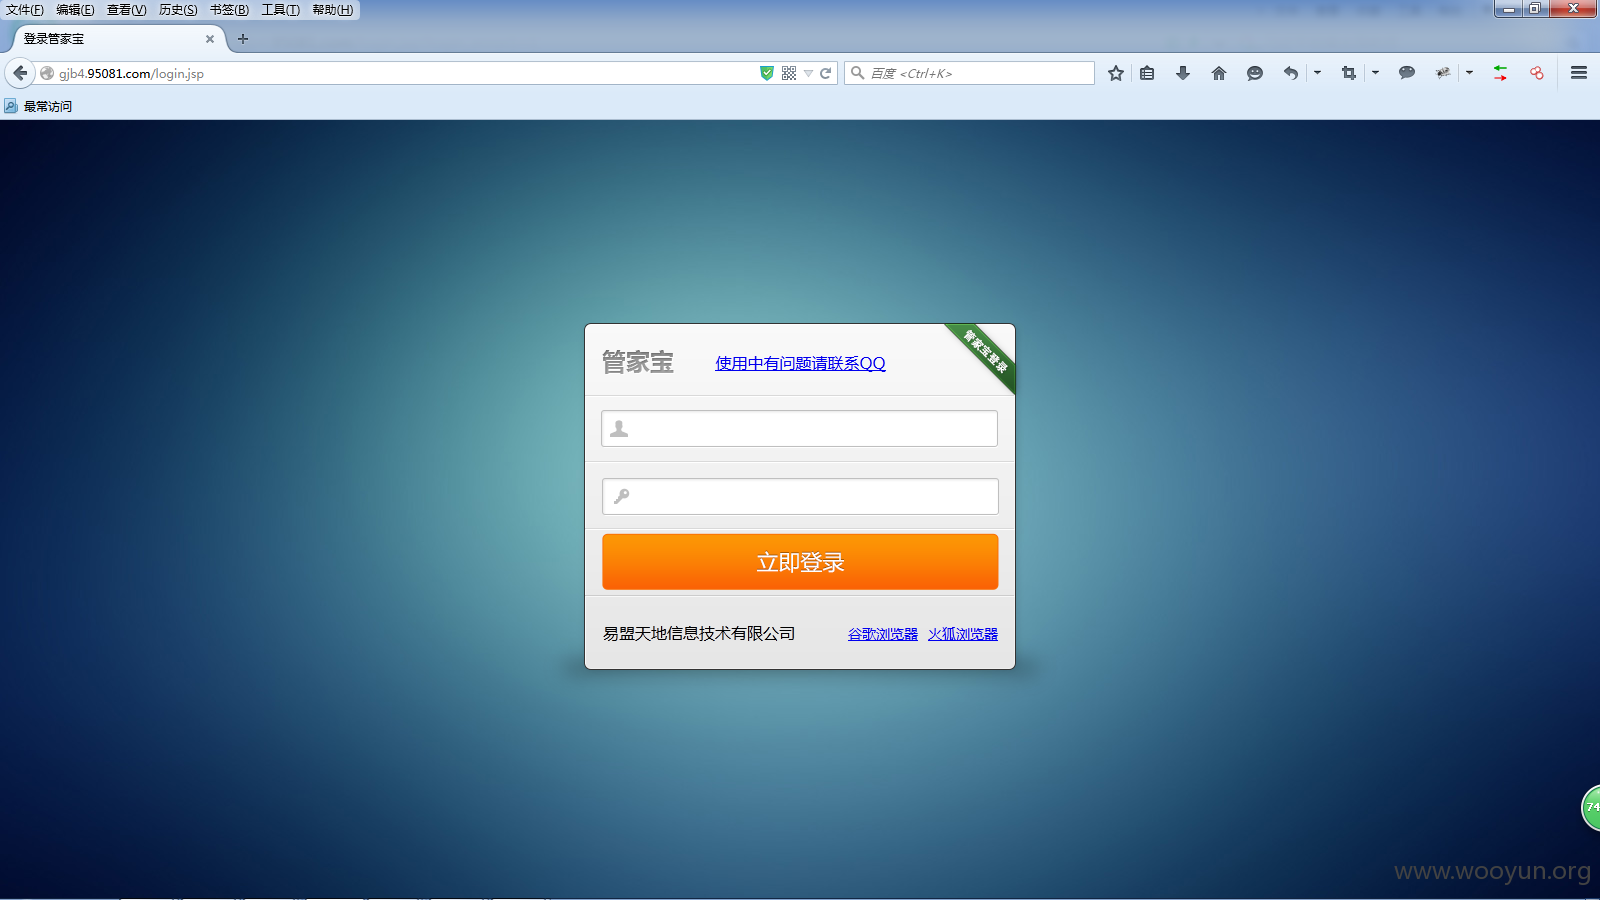 文件(F) 编辑(E) 查看(V) 历史(S) 书签(B) 工具(T) 帮助(H)
登录管家宝
gjb4.95081.com/login.jsp
百度 <Ctrl+K>
最常访问
管家宝 使用中有问题请联系QQ
管家宝登录
立即登录
易盟天地信息技术有限公司 谷歌浏览器 火狐浏览器
74
www.wooyun.org